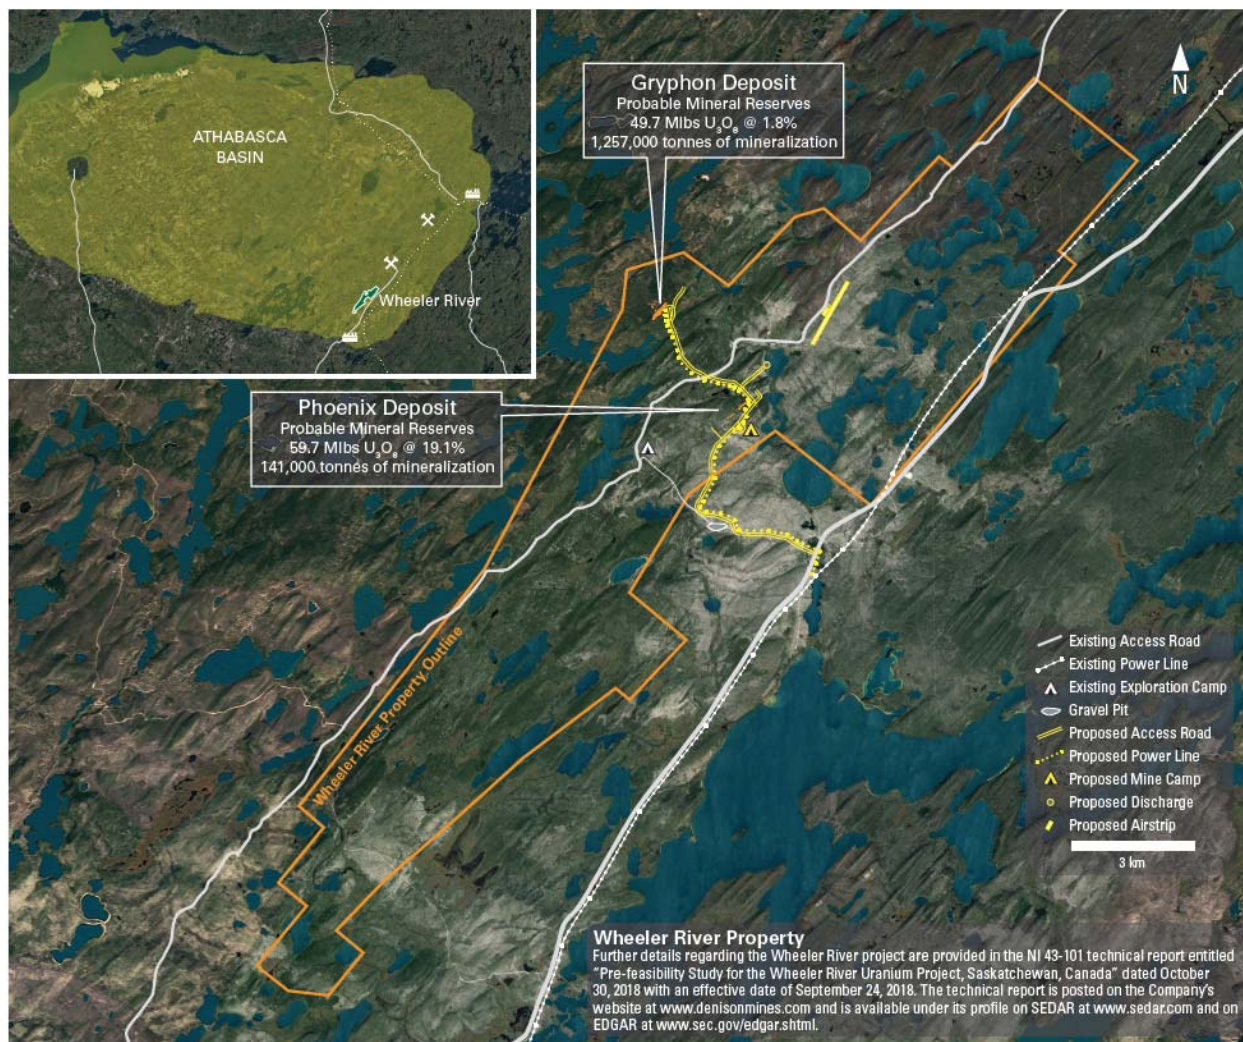 ATHABASCA
BASIN
Wheeler River
Gryphon Deposit
Probable Mineral Reserves
49.7 Mlbs U₃O₈ @ 1.8%
1,257,000 tonnes of mineralization
N
Phoenix Deposit
Probable Mineral Reserves
59.7 Mlbs U₃O₈ @ 19.1%
141,000 tonnes of mineralization
Wheeler River Property Outline
Existing Access Road
Existing Power Line
Existing Exploration Camp
Gravel Pit
Proposed Access Road
Proposed Power Line
Proposed Mine Camp
Proposed Discharge
Proposed Airstrip
3 km
Wheeler River Property
Further details regarding the Wheeler River project are provided in the NI 43-101 technical report entitled
"Pre-feasibility Study for the Wheeler River Uranium Project, Saskatchewan, Canada" dated October
30, 2018 with an effective date of September 24, 2018. The technical report is posted on the Company's
website at www.denisonmines.com and is available under its profile on SEDAR at www.sedar.com and on
EDGAR at www.sec.gov/edgar.shtml.